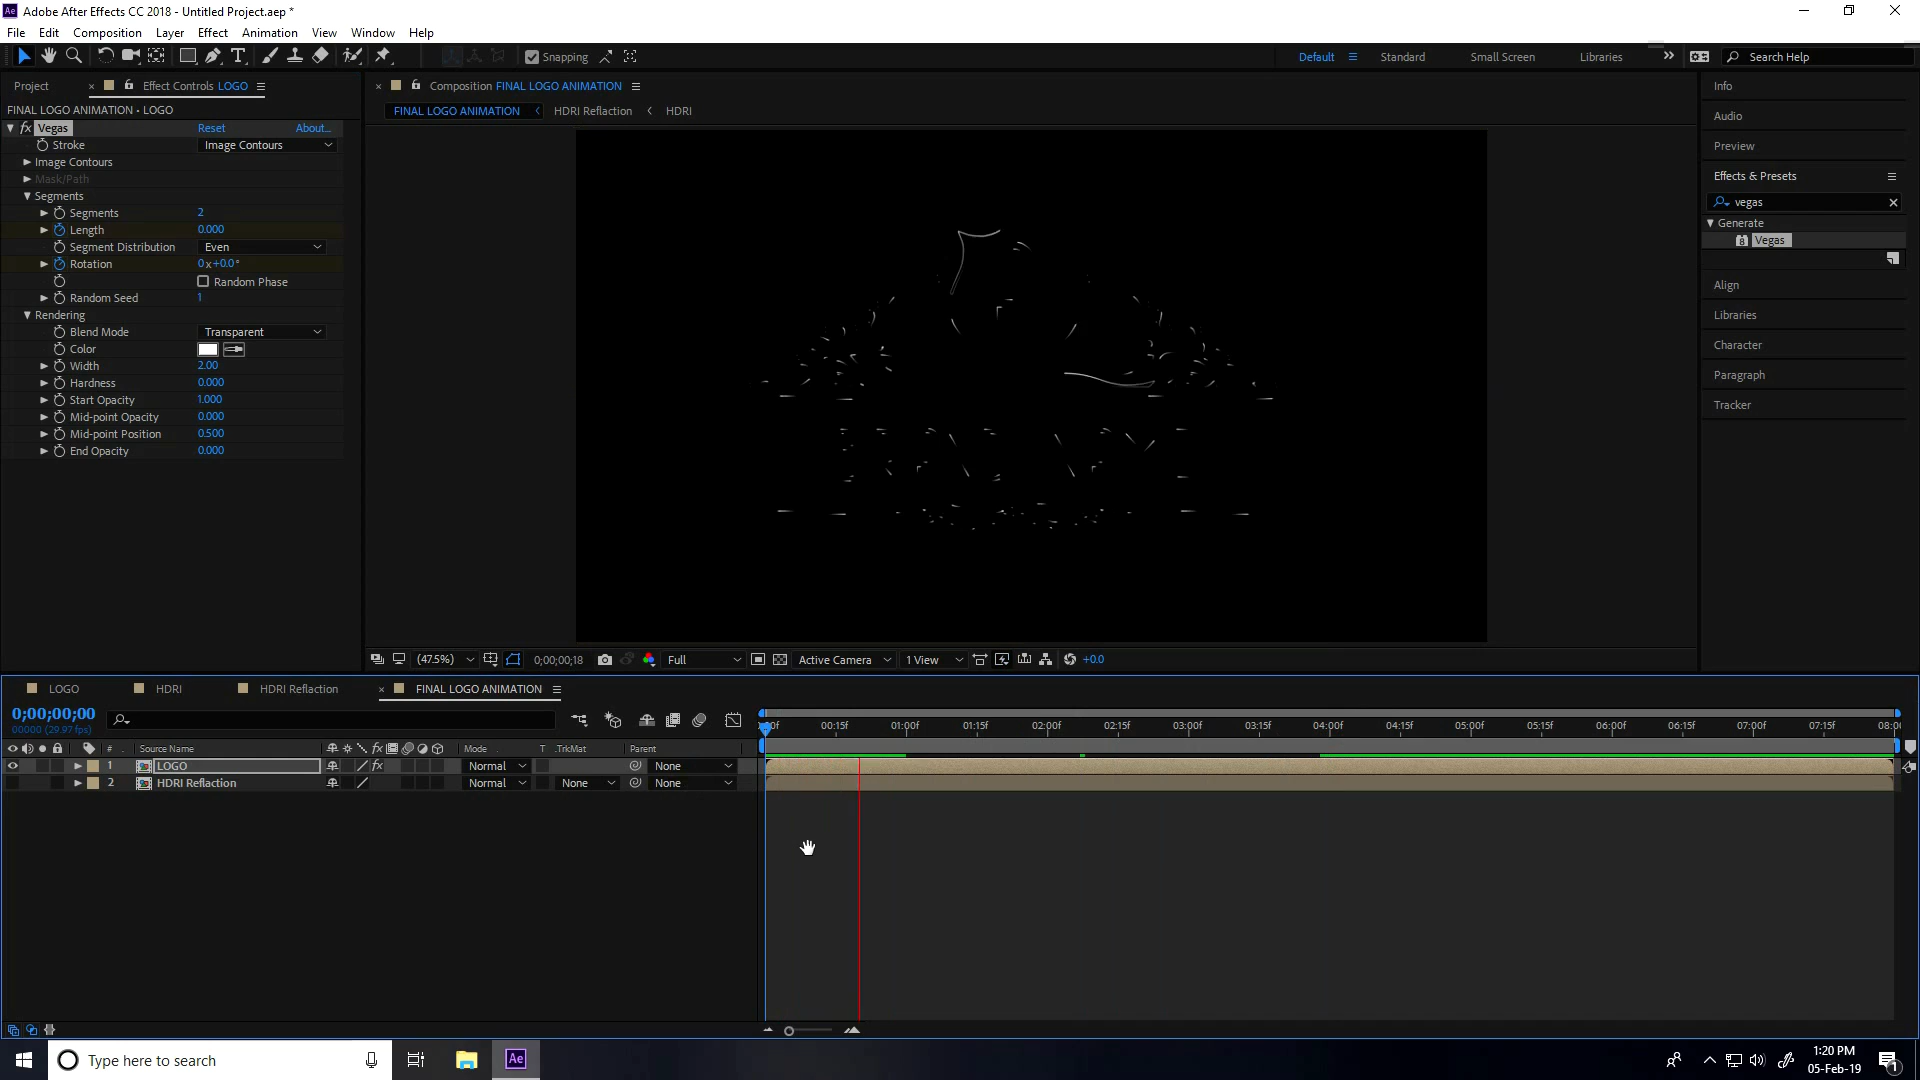 Adobe After Effects CC 2018 - Untitled Project.aep *
File Edit Composition Layer Effect Animation View Window Help
Snapping Default Standard Small Screen Libraries Search Help
Project Effect Controls LOGO Composition FINAL LOGO ANIMATION Info
FINAL LOGO ANIMATION • LOGO FINAL LOGO ANIMATION HDRI Reflaction HDRI
Audio
Preview
Effects & Presets
vegas
Generate
Vegas
Align
Libraries
Character
Paragraph
Tracker
fx Vegas Reset About...
Stroke Image Contours
Image Contours
Mask/Path
Segments
Segments 2
Length 0.000
Segment Distribution Even
Rotation 0x+0.0°
Random Phase
Random Seed 1
Rendering
Blend Mode Transparent
Color
Width 2.00
Hardness 0.000
Start Opacity 1.000
Mid-point Opacity 0.000
Mid-point Position 0.500
End Opacity 0.000
(47.5%) 0;00;00;18 Full Active Camera 1 View +0.0
LOGO HDRI HDRI Reflaction FINAL LOGO ANIMATION
0;00;00;00
00000 (29.97 fps)
00:15f 01:00f 01:15f 02:00f 02:15f 03:00f 03:15f 04:00f 04:15f 05:00f 05:15f 06:00f 06:15f 07:00f 07:15f
# Source Name fx Mode T .TrkMat Parent
1 LOGO fx Normal None
2 HDRI Reflaction Normal None None
Type here to search Ae
1:20 PM
05-Feb-19
1